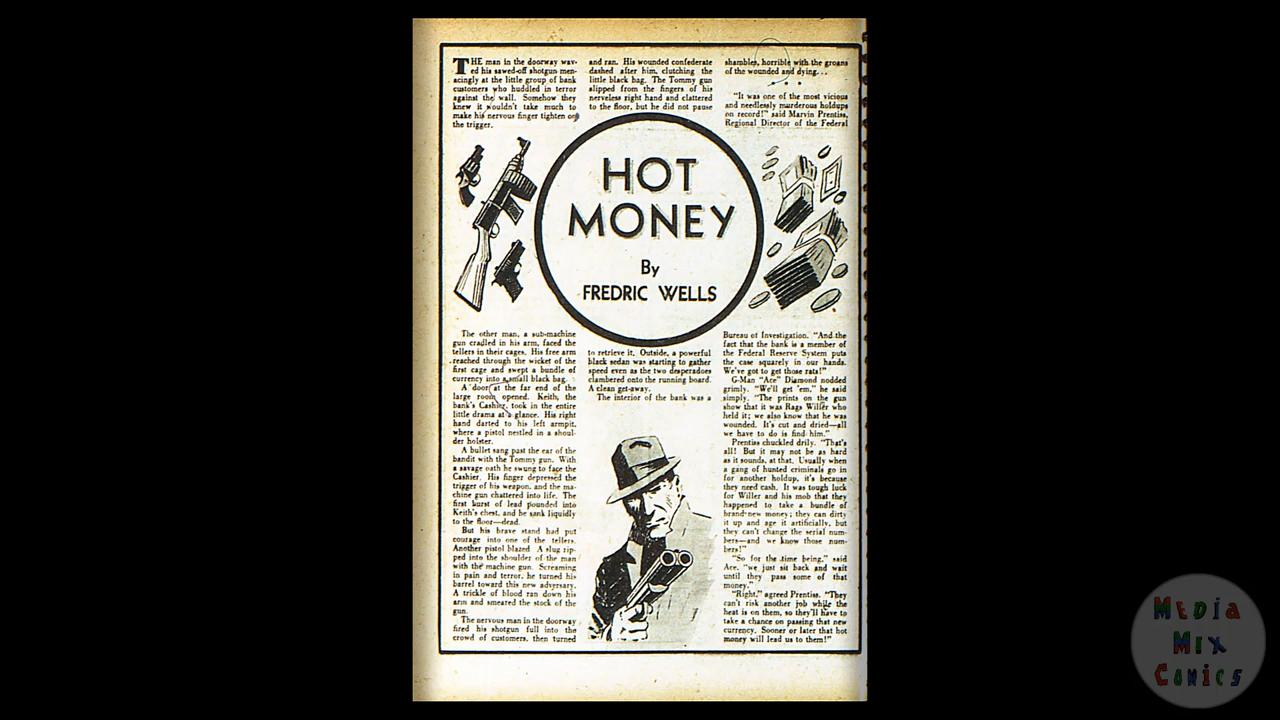 THE man in the doorway wav-
ed his sawed-off shotgun men-
acingly at the little group of bank
customers who huddled in terror
against the wall. Somehow they
knew it wouldn't take much to
make his nervous finger tighten on
the trigger.
The other man, a sub-machine
gun cradled in his arm, faced the
tellers in their cages. His free arm
reached through the wicket of the
first cage and swept a bundle of
currency into a small black bag.
A door at the far end of the
large room opened. Keith, the
bank's Cashier, took in the entire
little drama at a glance. His right
hand darted to his left armpit,
where a pistol nestled in a shoul-
der holster.
A bullet sang past the ear of the
bandit with the Tommy gun. With
a savage oath he swung to face the
Cashier. His finger depressed the
trigger of his weapon, and the ma-
chine gun chattered into life. The
first burst of lead pounded into
Keith's chest, and he sank liquidly
to the floor—dead.
But his brave stand had put
courage into one of the tellers.
Another pistol blazed. A slug rip-
ped into the shoulder of the man
with the machine gun. Screaming
in pain and terror, he turned his
barrel toward this new adversary.
A trickle of blood ran down his
arm and smeared the stock of the
gun.
The nervous man in the doorway
fired his shotgun full into the
crowd of customers, then turned
and ran. His wounded confederate
dashed after him, clutching the
little black bag. The Tommy gun
slipped from the fingers of his
nerveless right hand and clattered
to the floor, but he did not pause
HOT
MONEY
By
FREDRIC WELLS
to retrieve it. Outside, a powerful
black sedan was starting to gather
speed even as the two desperadoes
clambered onto the running board.
A clean get-away.
The interior of the bank was a
shambles, horrible with the groans
of the wounded and dying...
* * *
"It was one of the most vicious
and needlessly murderous holdups
on record!" said Marvin Prentiss,
Regional Director of the Federal
Bureau of Investigation. "And the
fact that the bank is a member of
the Federal Reserve System puts
the case squarely in our hands.
We've got to get those rats!"
G-Man "Ace" Diamond nodded
grimly. "We'll get 'em," he said
simply. "The prints on the gun
show that it was Rags Willer who
held it; we also know that he was
wounded. It's cut and dried—all
we have to do is find him."
Prentiss chuckled drily. "That's
all! But it may not be as hard
as it sounds, at that. Usually when
a gang of hunted criminals go in
for another holdup, it's because
they need cash. It was tough luck
for Willer and his mob that they
happened to take a bundle of
brand-new money; they can dirty
it up and age it artificially, but
they can't change the serial num-
bers—and we know those num-
bers!"
"So for the time being," said
Ace, "we just sit back and wait
until they pass some of that
money."
"Right," agreed Prentiss. "They
can't risk another job while the
heat is on them, so they'll have to
take a chance on passing that new
currency. Sooner or later that hot
money will lead us to them!"
MEDIA
MIX
COMICS